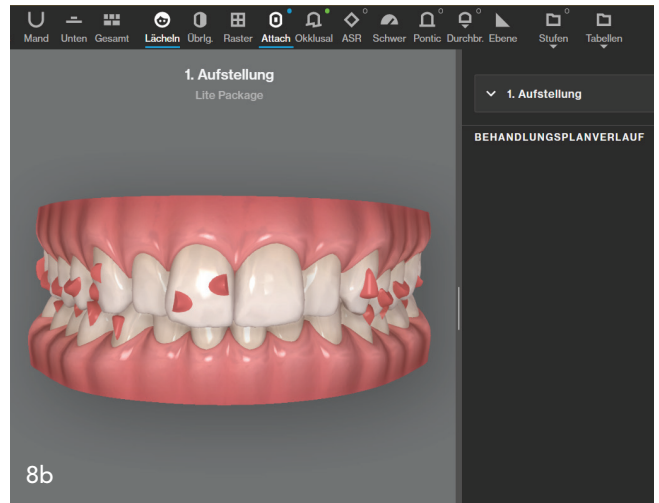 Mand Unten Gesamt Lächeln Übrlg. Raster Attach Okklusal ASR Schwer Pontic Durchbr. Ebene Stufen Tabellen
1. Aufstellung
Lite Package
1. Aufstellung
BEHANDLUNGSPLANVERLAUF
8b